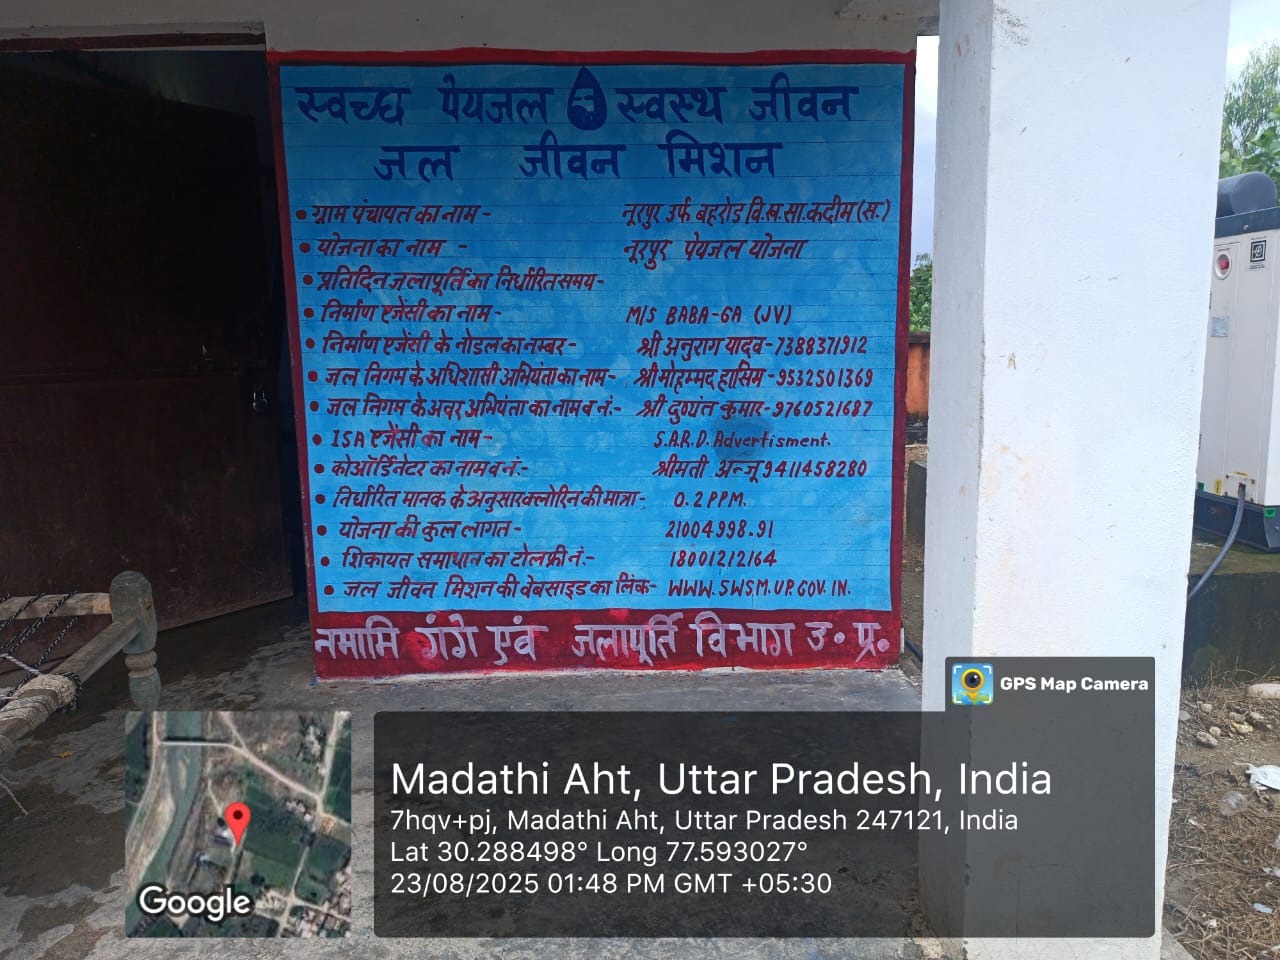 स्वच्छ पेयजल स्वस्थ जीवन
जल जीवन मिशन
• ग्राम पंचायत का नाम - नूरपुर उर्फ बहरोड वि.ख.सा.कदीम (स.)
• योजना का नाम - नूरपुर पेयजल योजना
• प्रतिदिन जलापूर्ति का निर्धारित समय-
• निर्माण एजेंसी का नाम - M/S BABA-GA (JV)
• निर्माण एजेंसी के नोडल का नम्बर- श्री अनुराग यादव-7388371912
• जल निगम के अधिशासी अभियंता का नाम- श्री मोहम्मद हासिम-9532501369
• जल निगम के अवर अभियंता का नाम व नं.- श्री दुष्यंत कुमार-9760521687
• ISA एजेंसी का नाम- S.A.R.D. Advertisment.
• कोऑर्डिनेटर का नाम व नं.- श्रीमती अन्जू 9411458280
• निर्धारित मानक के अनुसार क्लोरिन की मात्रा- 0.2 PPM.
• योजना की कुल लागत- 21004998.91
• शिकायत समाधान का टोल फ्री नं.- 18001212164
• जल जीवन मिशन की वेबसाइड का लिंक- WWW.SWSM.UP.GOV.IN.
नमामि गंगे एवं जलापूर्ति विभाग उ॰ प्र॰
GPS Map Camera
Madathi Aht, Uttar Pradesh, India
7hqv+pj, Madathi Aht, Uttar Pradesh 247121, India
Lat 30.288498° Long 77.593027°
23/08/2025 01:48 PM GMT +05:30
Google